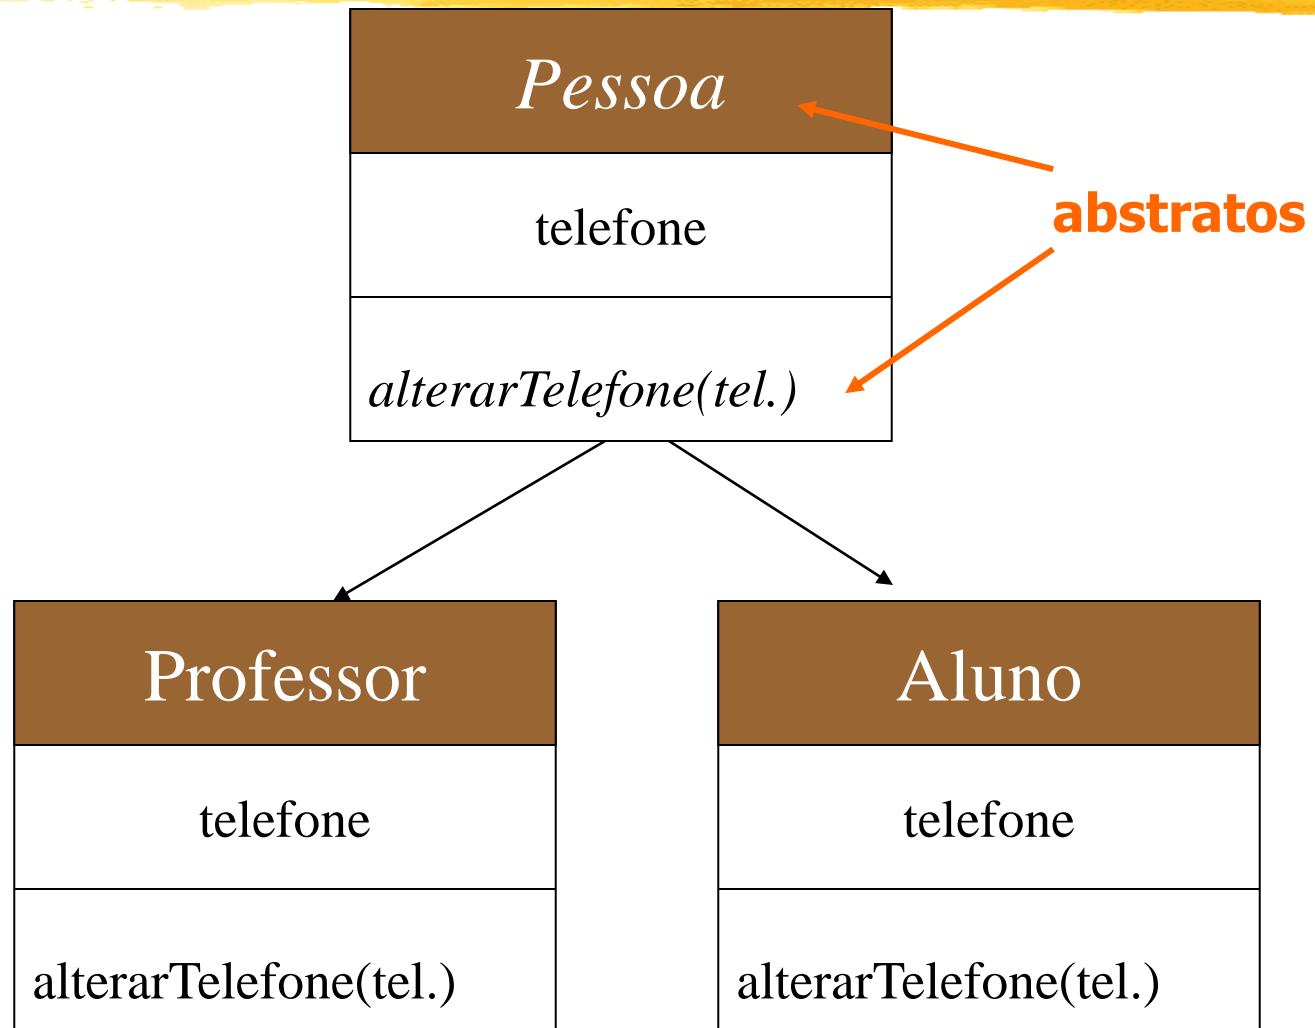 Pessoa
telefone
abstratos
alterarTelefone(tel.)
Professor
Aluno
telefone
telefone
alterarTelefone(tel.)
alterarTelefone(tel.)